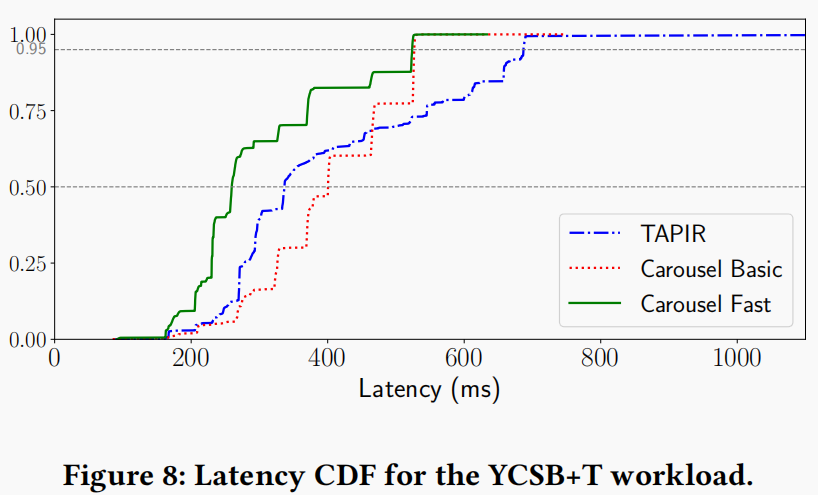 1.00
0.95
0.75
0.50
0.25
0.00
0 200 400 600 800 1000
TAPIR
Carousel Basic
Carousel Fast
Latency (ms)
Figure 8: Latency CDF for the YCSB+T workload.